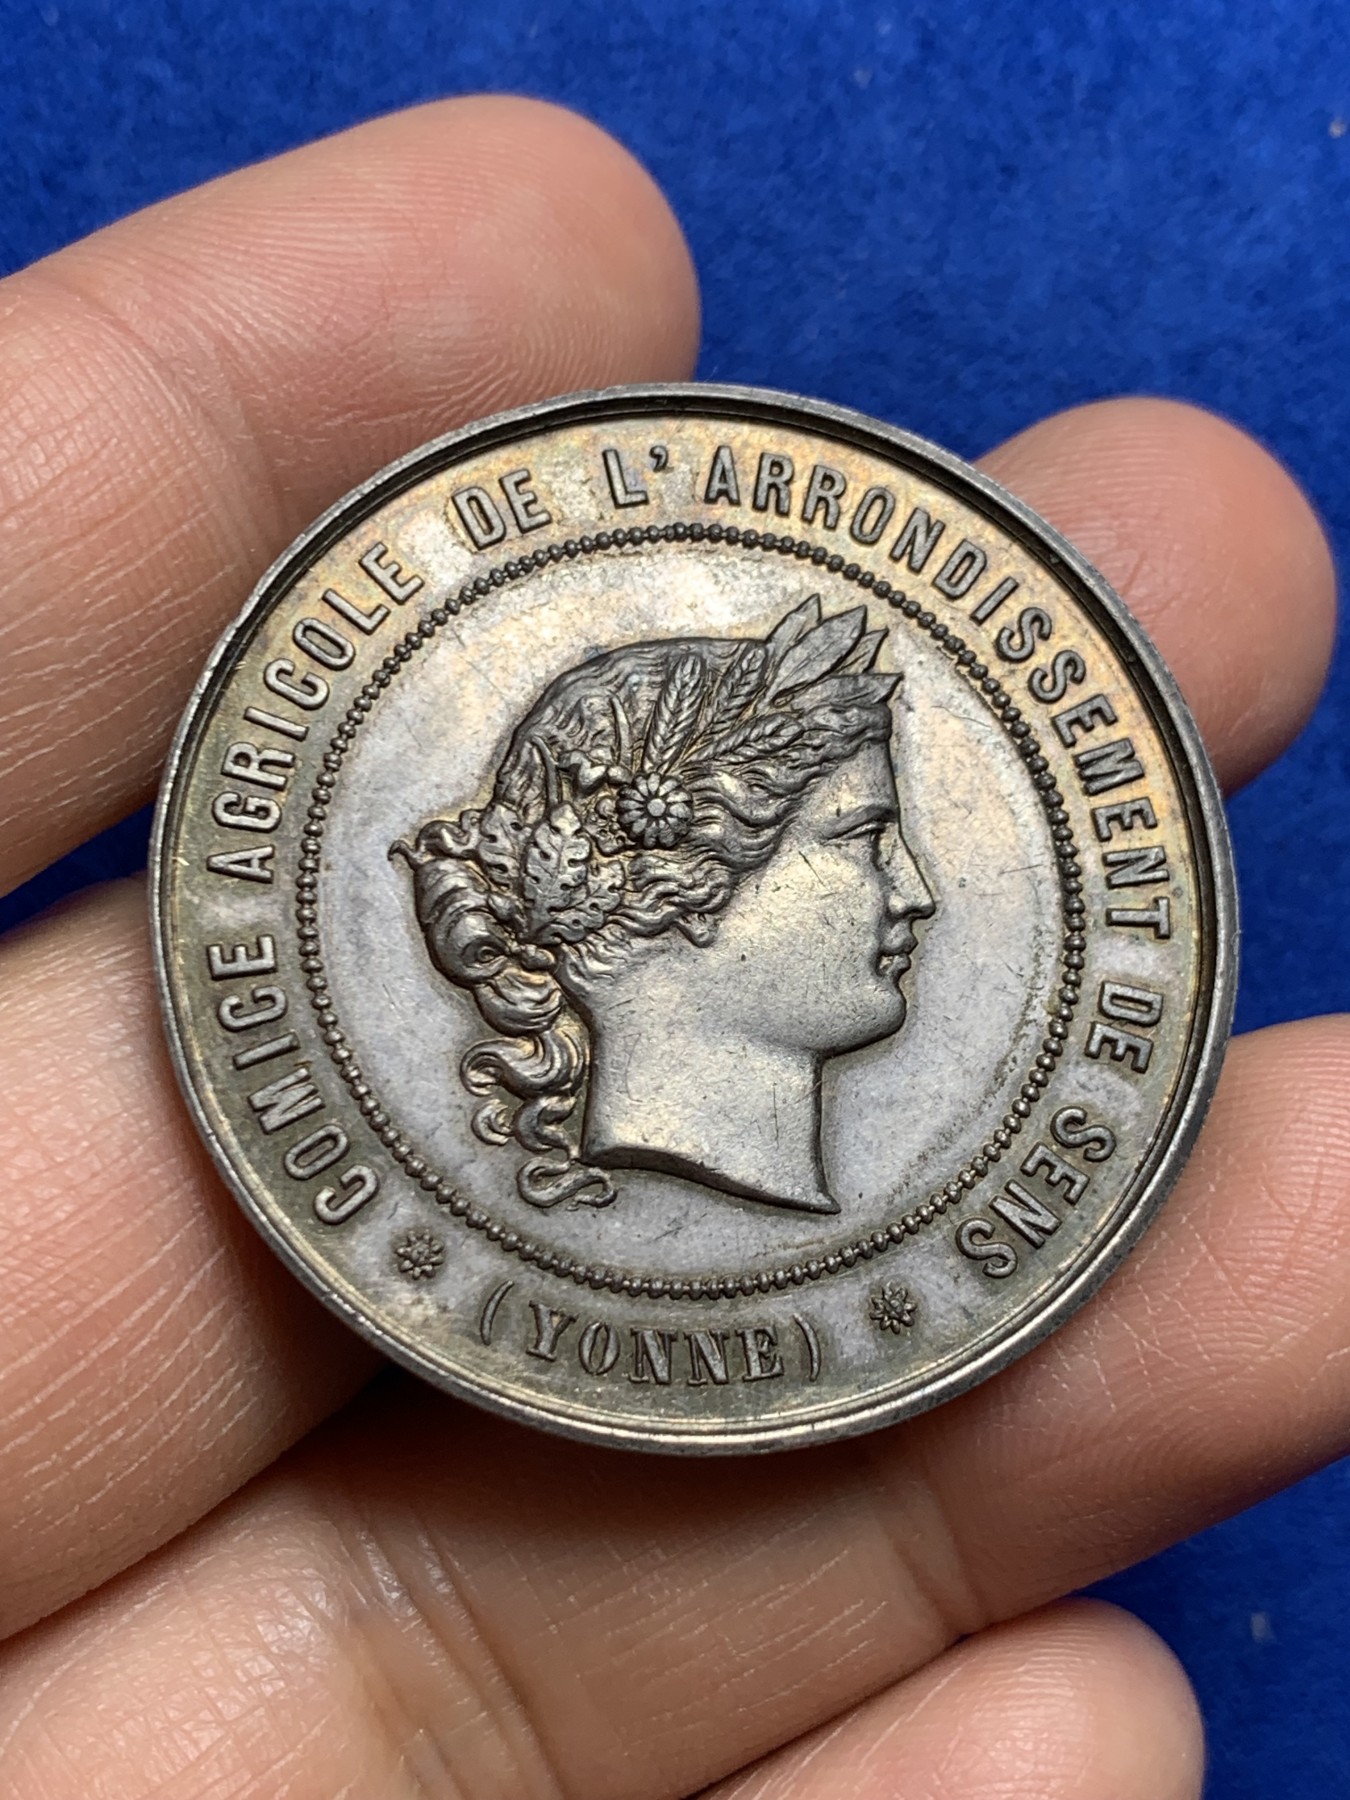 COMICE AGRICOLE DE L'ARRONDISSEMENT DE SENS
(YONNE)